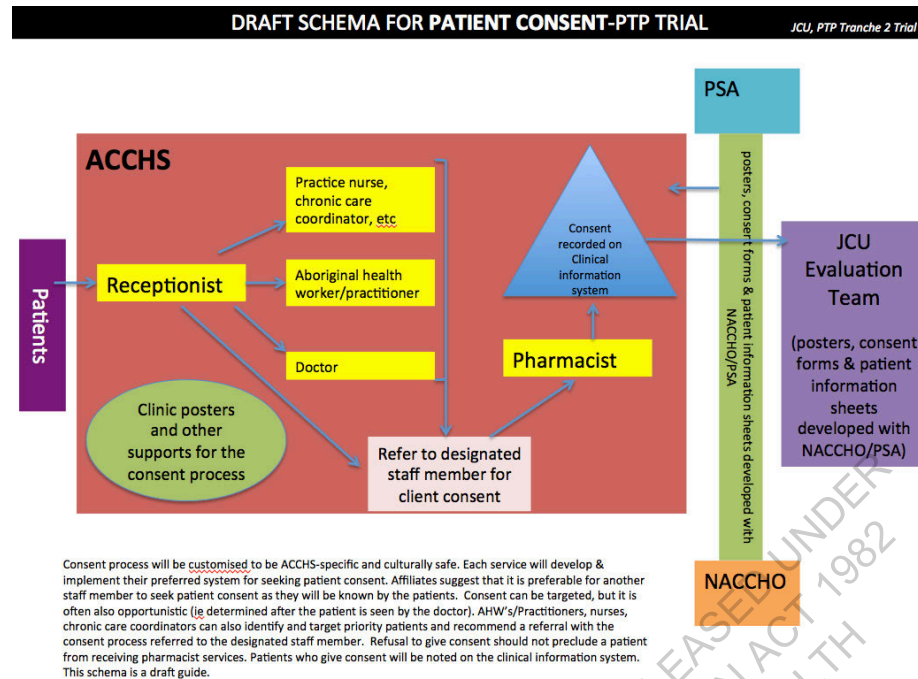 DRAFT SCHEMA FOR PATIENT CONSENT-PTP TRIAL
JCU, PTP Tranche 2 Trial
PSA
ACCHS
Practice nurse,
chronic care
coordinator, etc
Patients
Receptionist
Aboriginal health
worker/practitioner
Doctor
Clinic posters
and other
supports for the
consent process
Refer to designated
staff member for
client consent
Pharmacist
Consent
recorded on
Clinical
information
system
posters, consent forms & patient information sheets developed with
NACCHO/PSA
JCU
Evaluation
Team
(posters, consent
forms & patient
information
sheets
developed with
NACCHO/PSA)
NACCHO
Consent process will be customised to be ACCHS-specific and culturally safe. Each service will develop &
implement their preferred system for seeking patient consent. Affiliates suggest that it is preferable for another
staff member to seek patient consent as they will be known by the patients. Consent can be targeted, but it is
often also opportunistic (ie determined after the patient is seen by the doctor). AHW's/Practitioners, nurses,
chronic care coordinators can also identify and target priority patients and recommend a referral with the
consent process referred to the designated staff member. Refusal to give consent should not preclude a patient
from receiving pharmacist services. Patients who give consent will be noted on the clinical information system.
This schema is a draft guide.
UNDER
ACT 1982